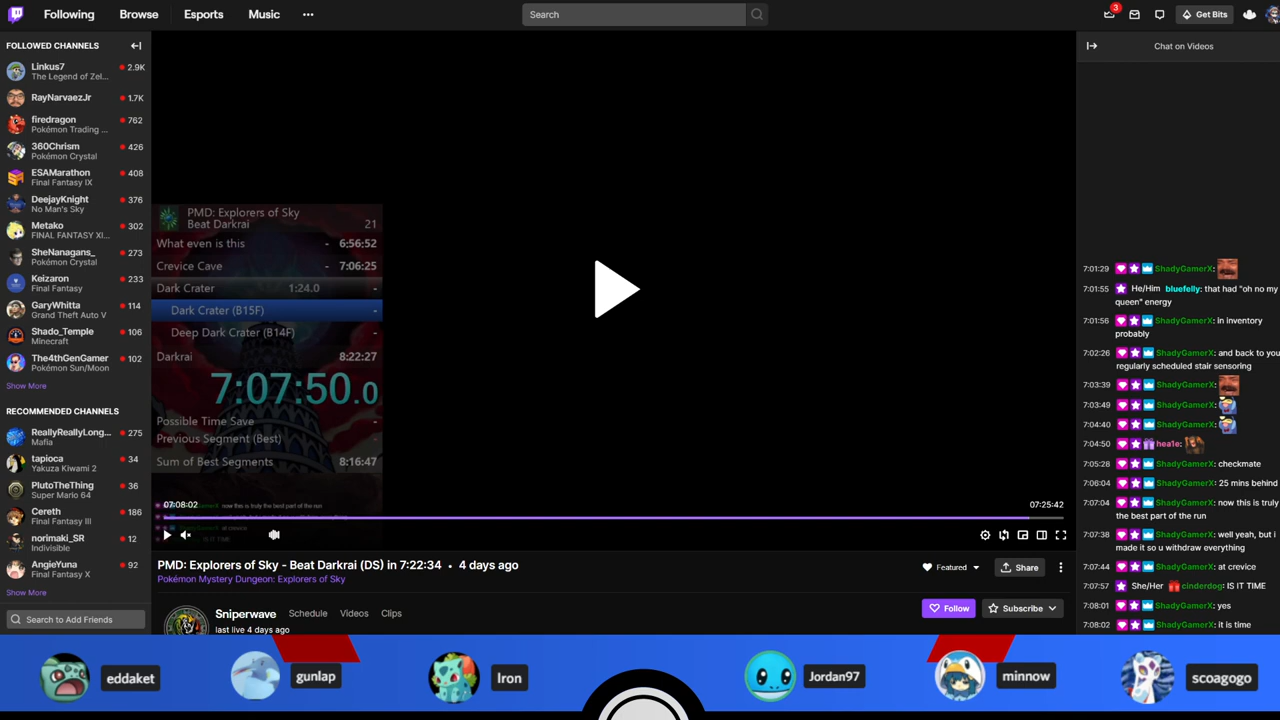 Following
Browse
Esports
Music
Search
3
Get Bits
FOLLOWED CHANNELS
Linkus7
2.9K
The Legend of Zel...
RayNarvaezJr
1.7K
firedragon
762
Pokémon Trading ...
360Chrism
426
Pokémon Crystal
ESAMarathon
408
Final Fantasy IX
DeejayKnight
376
No Man's Sky
Metako
302
FINAL FANTASY XI...
SheNanagans_
273
Pokémon Crystal
Keizaron
233
Final Fantasy
GaryWhitta
114
Grand Theft Auto V
Shado_Temple
106
Minecraft
The4thGenGamer
102
Pokémon Sun/Moon
Show More
RECOMMENDED CHANNELS
ReallyReallyLong...
275
Mafia
tapioca
34
Yakuza Kiwami 2
PlutoTheThing
36
Super Mario 64
Cereth
186
Final Fantasy III
norimaki_SR
12
Indivisible
AngieYuna
92
Final Fantasy X
Show More
Search to Add Friends
PMD: Explorers of Sky
Beat Darkrai 21
What even is this - 6:56:52
Crevice Cave - 7:06:25
Dark Crater 1:24.0 -
Dark Crater (B15F) -
Deep Dark Crater (B14F) -
Darkrai 8:22:27
7:07:50.0
Possible Time Save -
Previous Segment (Best) -
Sum of Best Segments 8:16:47
now this is truly the best part of the run
at crevice
IS IT TIME
07:08:02
07:25:42
PMD: Explorers of Sky - Beat Darkrai (DS) in 7:22:34 • 4 days ago
Pokémon Mystery Dungeon: Explorers of Sky
Featured
Share
Sniperwave
Schedule
Videos
Clips
last live 4 days ago
Follow
Subscribe
Chat on Videos
7:01:29 ShadyGamerX:
7:01:55 He/Him bluefelly: that had "oh no my
queen" energy
7:01:56 ShadyGamerX: in inventory
probably
7:02:26 ShadyGamerX: and back to you
regularly scheduled stair sensoring
7:03:39 ShadyGamerX:
7:03:49 ShadyGamerX:
7:04:40 ShadyGamerX:
7:04:50 hea1e:
7:05:28 ShadyGamerX: checkmate
7:06:04 ShadyGamerX: 25 mins behind
7:07:04 ShadyGamerX: now this is truly
the best part of the run
7:07:38 ShadyGamerX: well yeah, but i
made it so u withdraw everything
7:07:44 ShadyGamerX: at crevice
7:07:57 She/Her cinderdog: IS IT TIME
7:08:01 ShadyGamerX: yes
7:08:02 ShadyGamerX: it is time
eddaket
gunlap
Iron
Jordan97
minnow
scoagogo